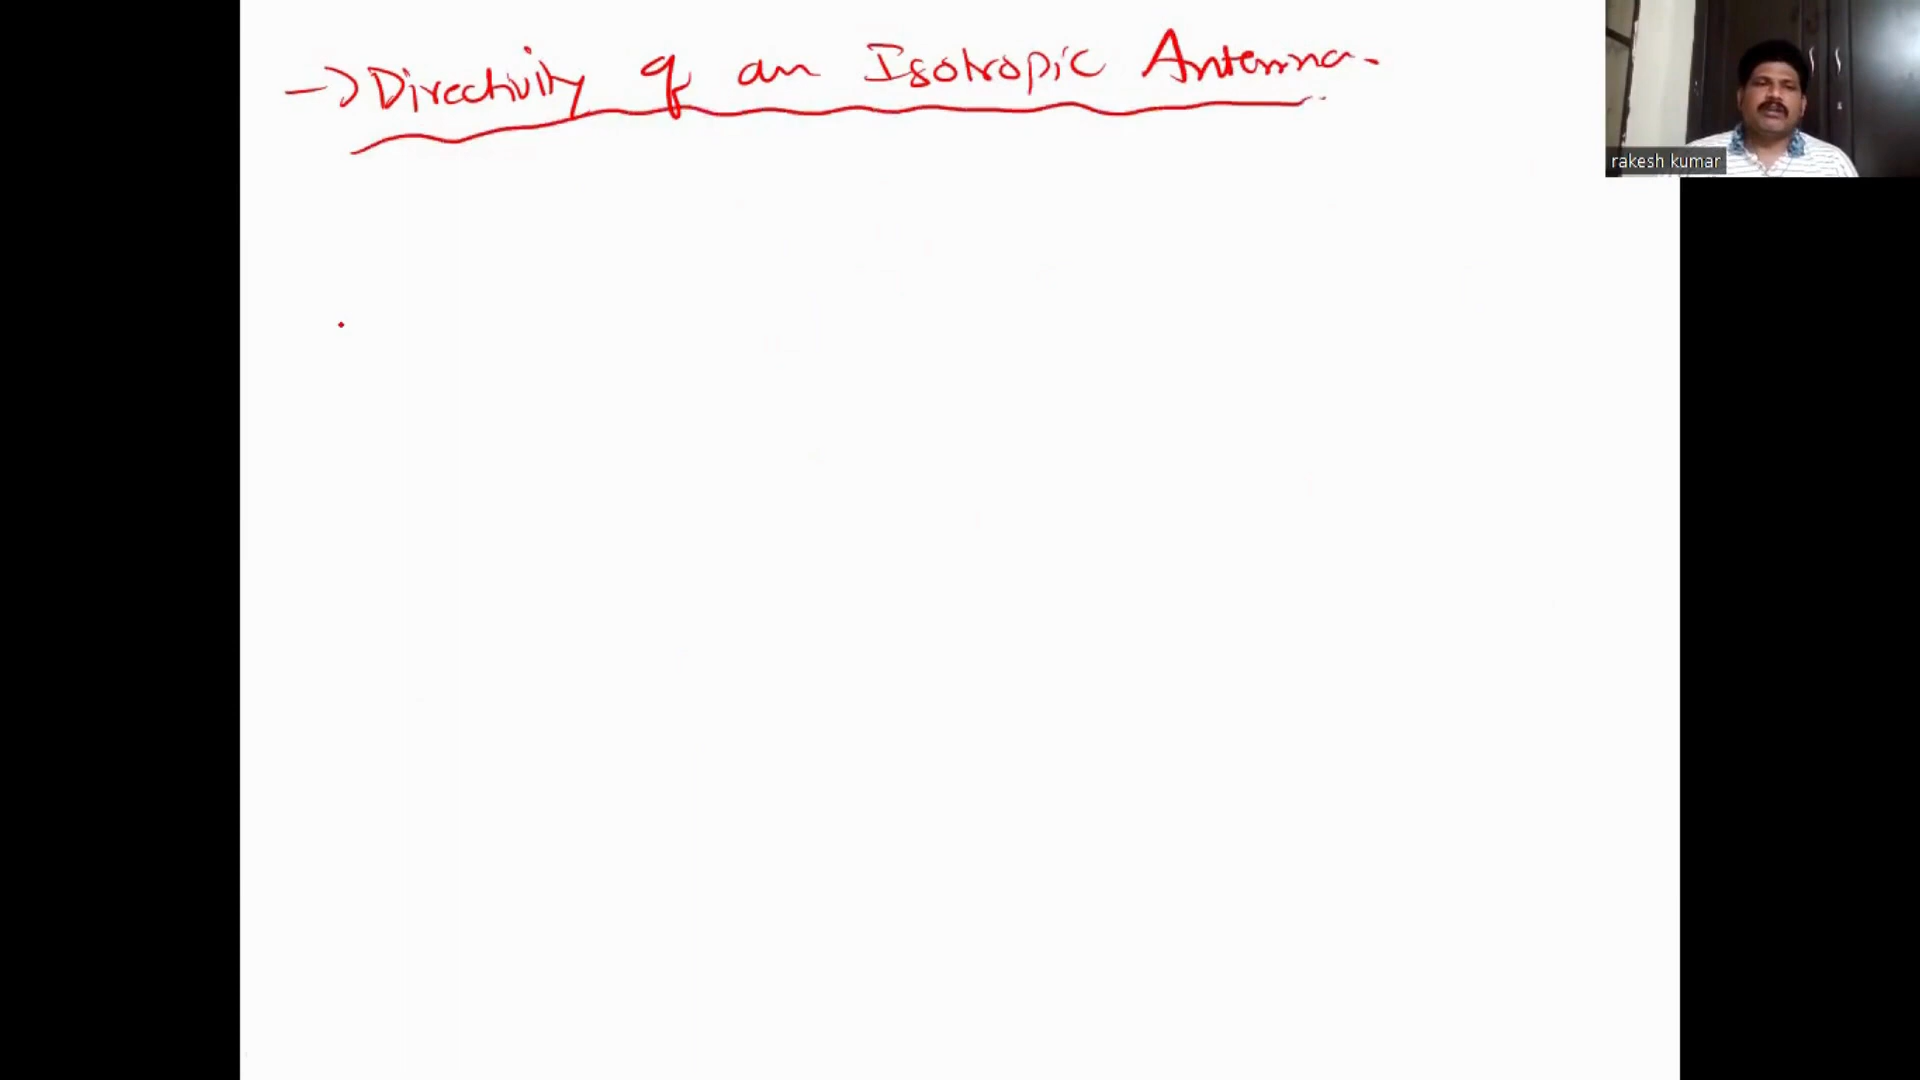 → Directivity of an Isotropic Antenna.
rakesh kumar